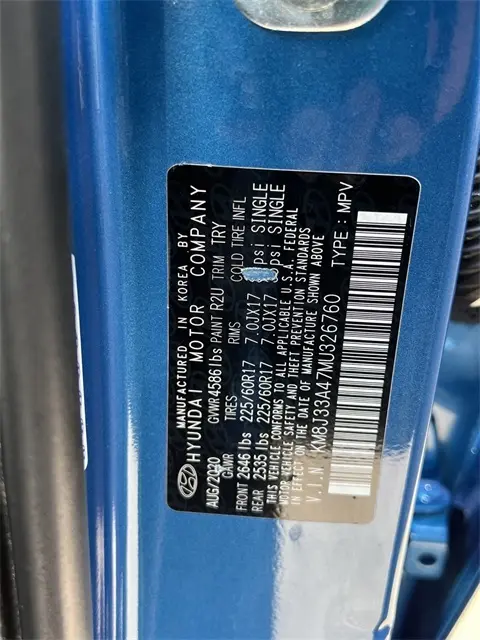 MANUFACTURED IN KOREA BY
HYUNDAI MOTOR COMPANY
AUG/2020 GVWR 4586 lbs PAINT R2U TRIM TRY
GAWR TIRES RIMS COLD TIRE INFL
FRONT 2646 lbs 225/60R17 7.0JX17 psi SINGLE
REAR 2535 lbs 225/60R17 7.0JX17 psi SINGLE
THIS VEHICLE CONFORMS TO ALL APPLICABLE U.S.A. FEDERAL
MOTOR VEHICLE SAFETY AND THEFT PREVENTION STANDARDS
IN EFFECT ON THE DATE OF MANUFACTURE SHOWN ABOVE
V.I.N : KM8J33A47MU326760 TYPE : MPV